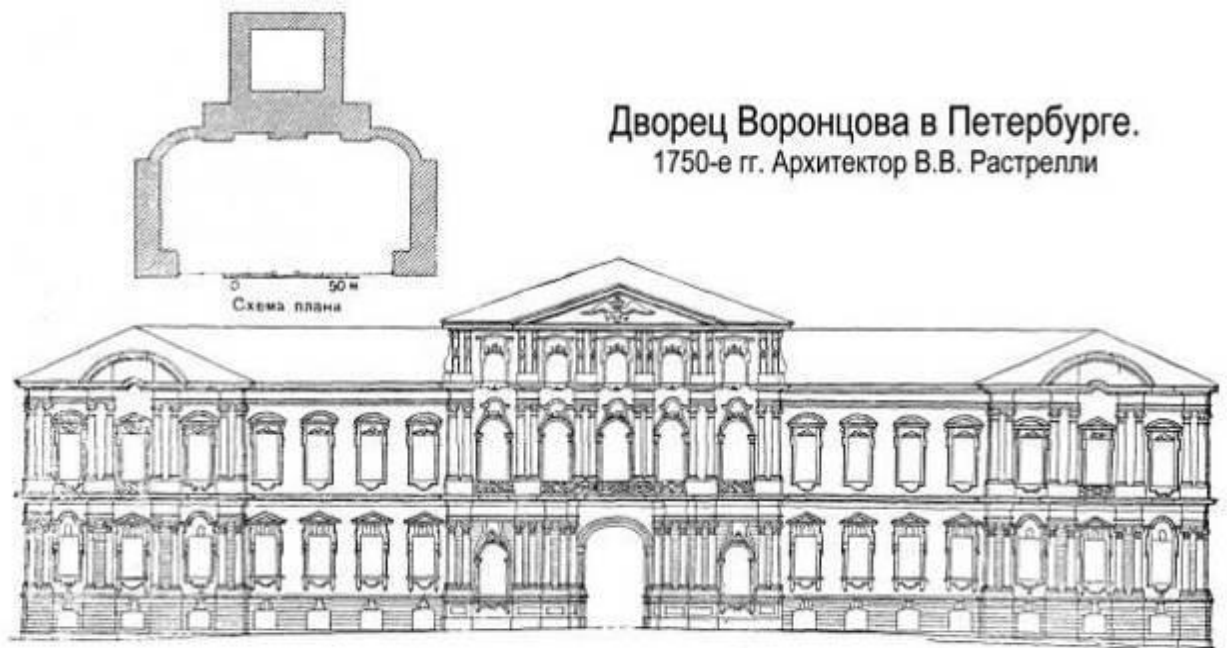 Дворец Воронцова в Петербурге.
1750-е гг. Архитектор В.В. Растрелли
0 50 м
Схема плана